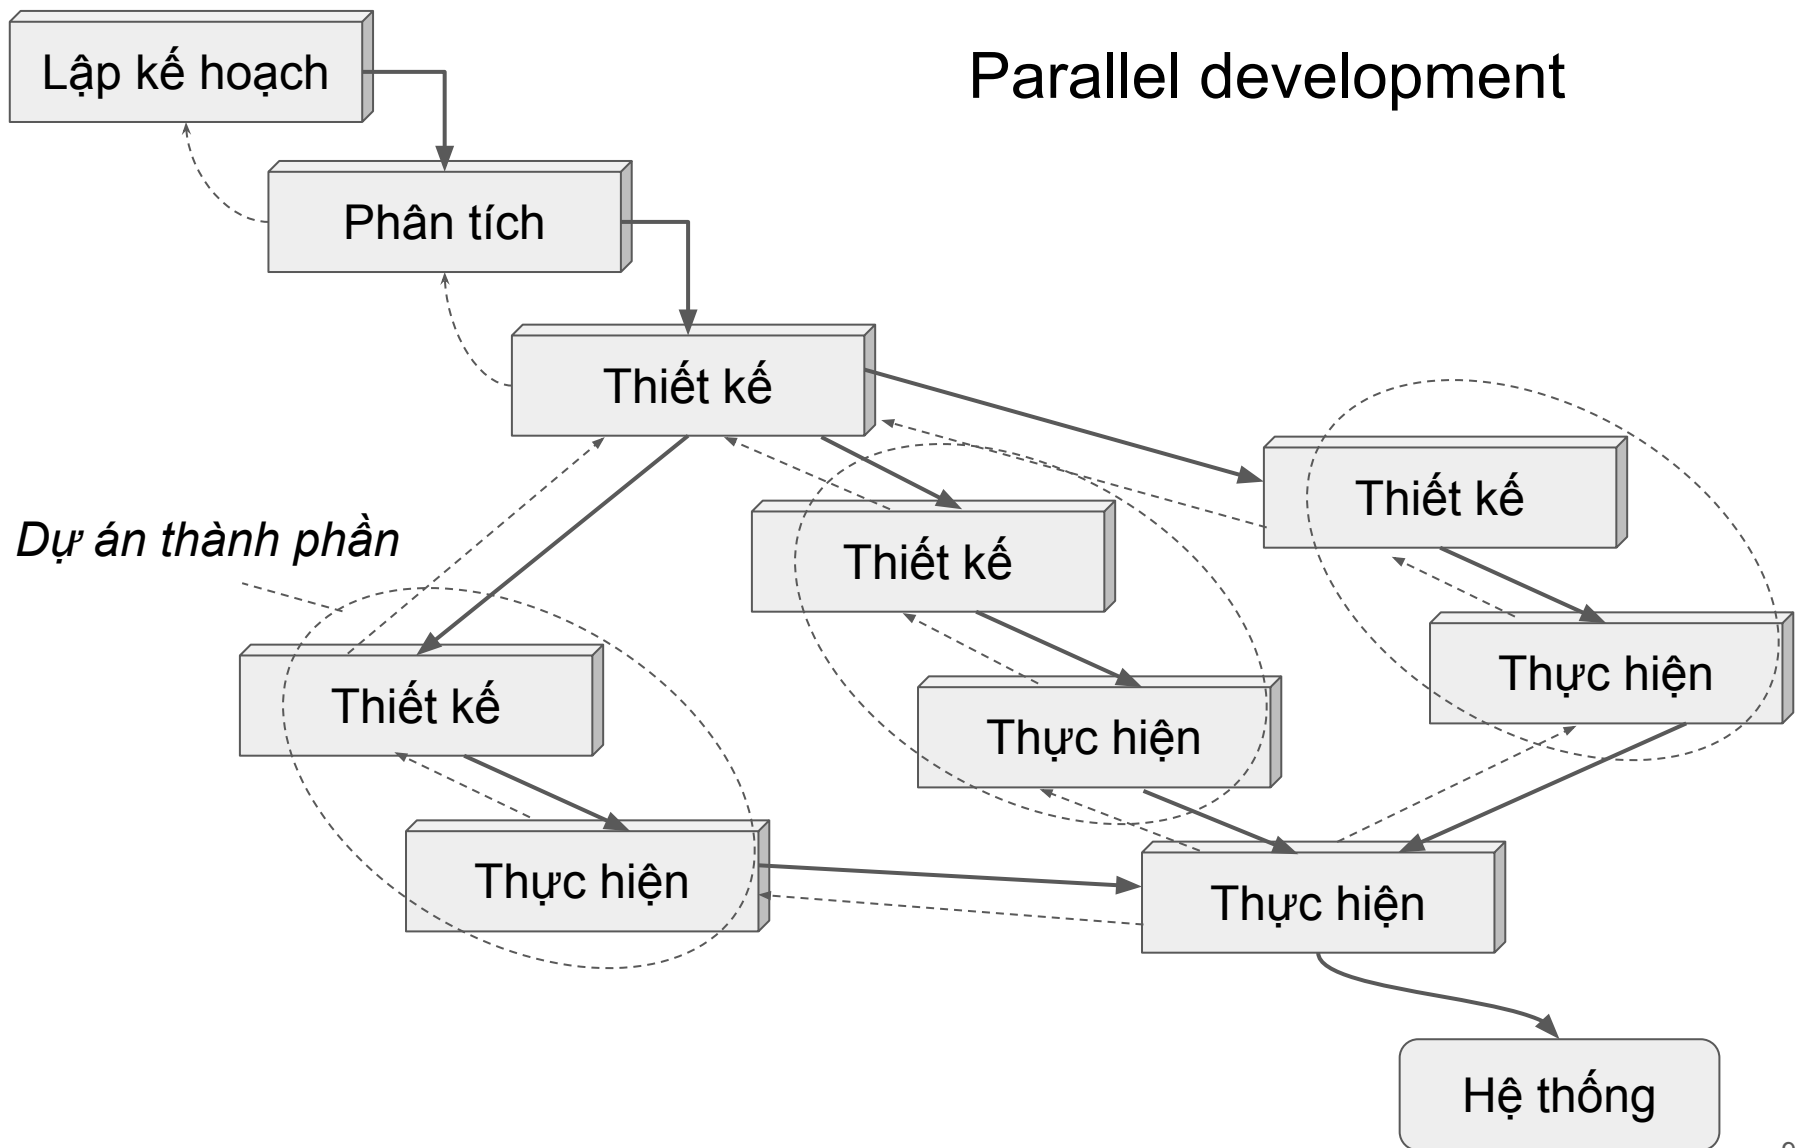 Lập kế hoạch
Parallel development
Phân tích
Thiết kế
Thiết kế
Dự án thành phần
Thiết kế
Thiết kế
Thực hiện
Thực hiện
Thực hiện
Thực hiện
Hệ thống